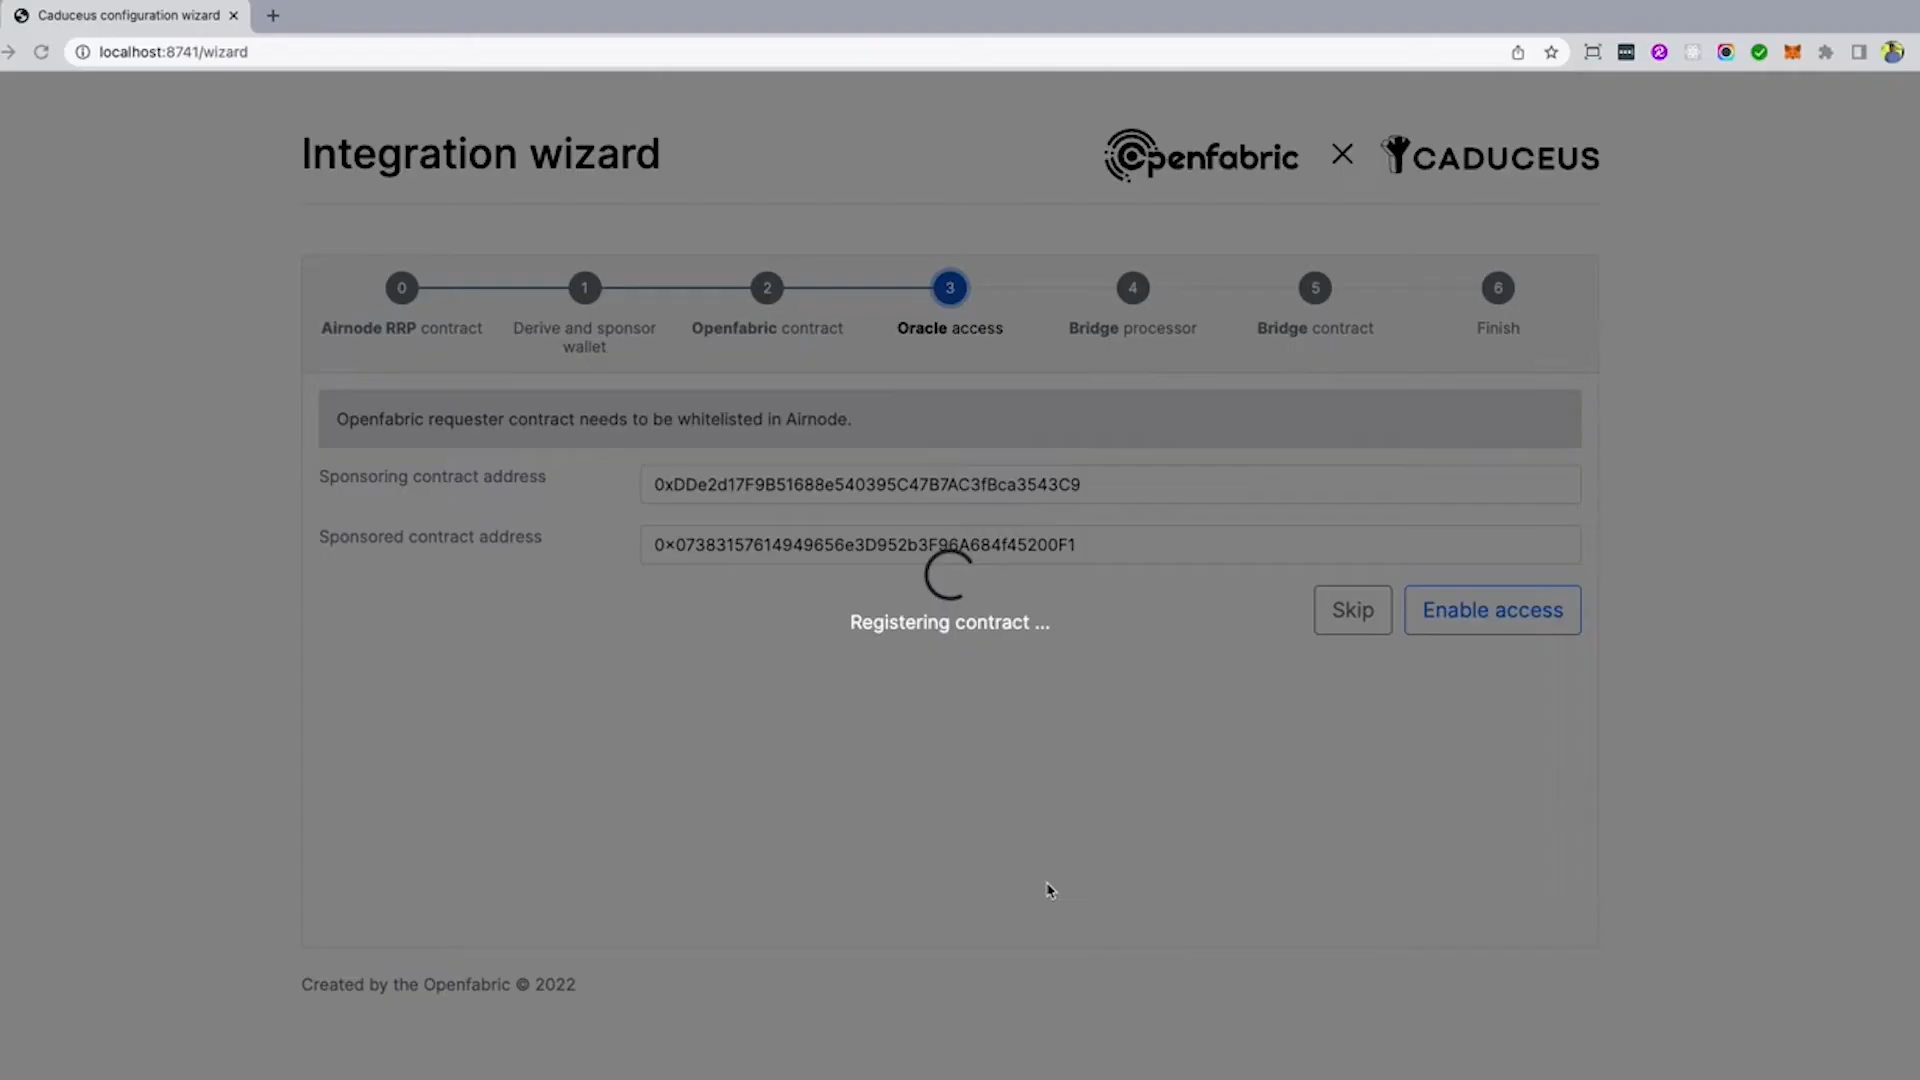 Caduceus configuration wizard
localhost:8741/wizard
Integration wizard
Openfabric
CADUCEUS
0
1
2
3
4
5
6
Airnode RRP contract
Derive and sponsor
wallet
Openfabric contract
Oracle access
Bridge processor
Bridge contract
Finish
Openfabric requester contract needs to be whitelisted in Airnode.
Sponsoring contract address
0xDDe2d17F9B51688e540395C47B7AC3fBca3543C9
Sponsored contract address
0x07383157614949656e3D952b3F96A684f45200F1
Skip
Enable access
Registering contract ...
Created by the Openfabric © 2022